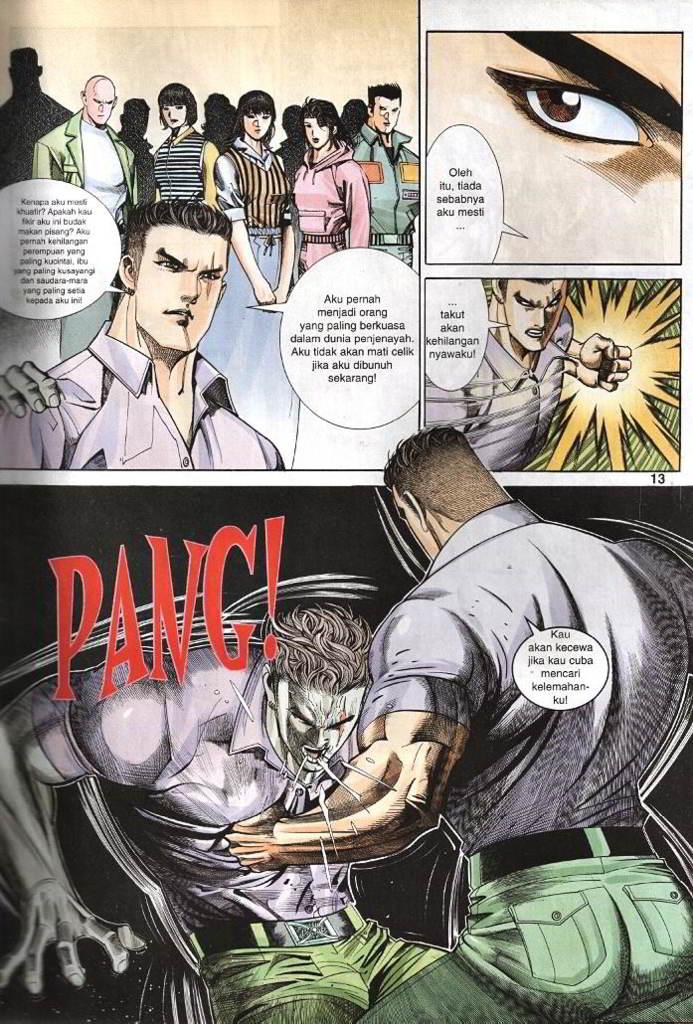 Kenapa aku mesti
khuatir? Apakah kau
fikir aku ini budak
makan pisang? Aku
pernah kehilangan
perempuan yang
paling kucintai, ibu
yang paling kusayangi
dan saudara-mara
yang paling setia
kepada aku ini!
Aku pernah
menjadi orang
yang paling berkuasa
dalam dunia penjenayah.
Aku tidak akan mati celik
jika aku dibunuh
sekarang!
Oleh
itu, tiada
sebabnya
aku mesti
...
...
takut
akan
kehilangan
nyawaku!
13
PANG!
Kau
akan kecewa
jika kau cuba
mencari
kelemahan-
ku!